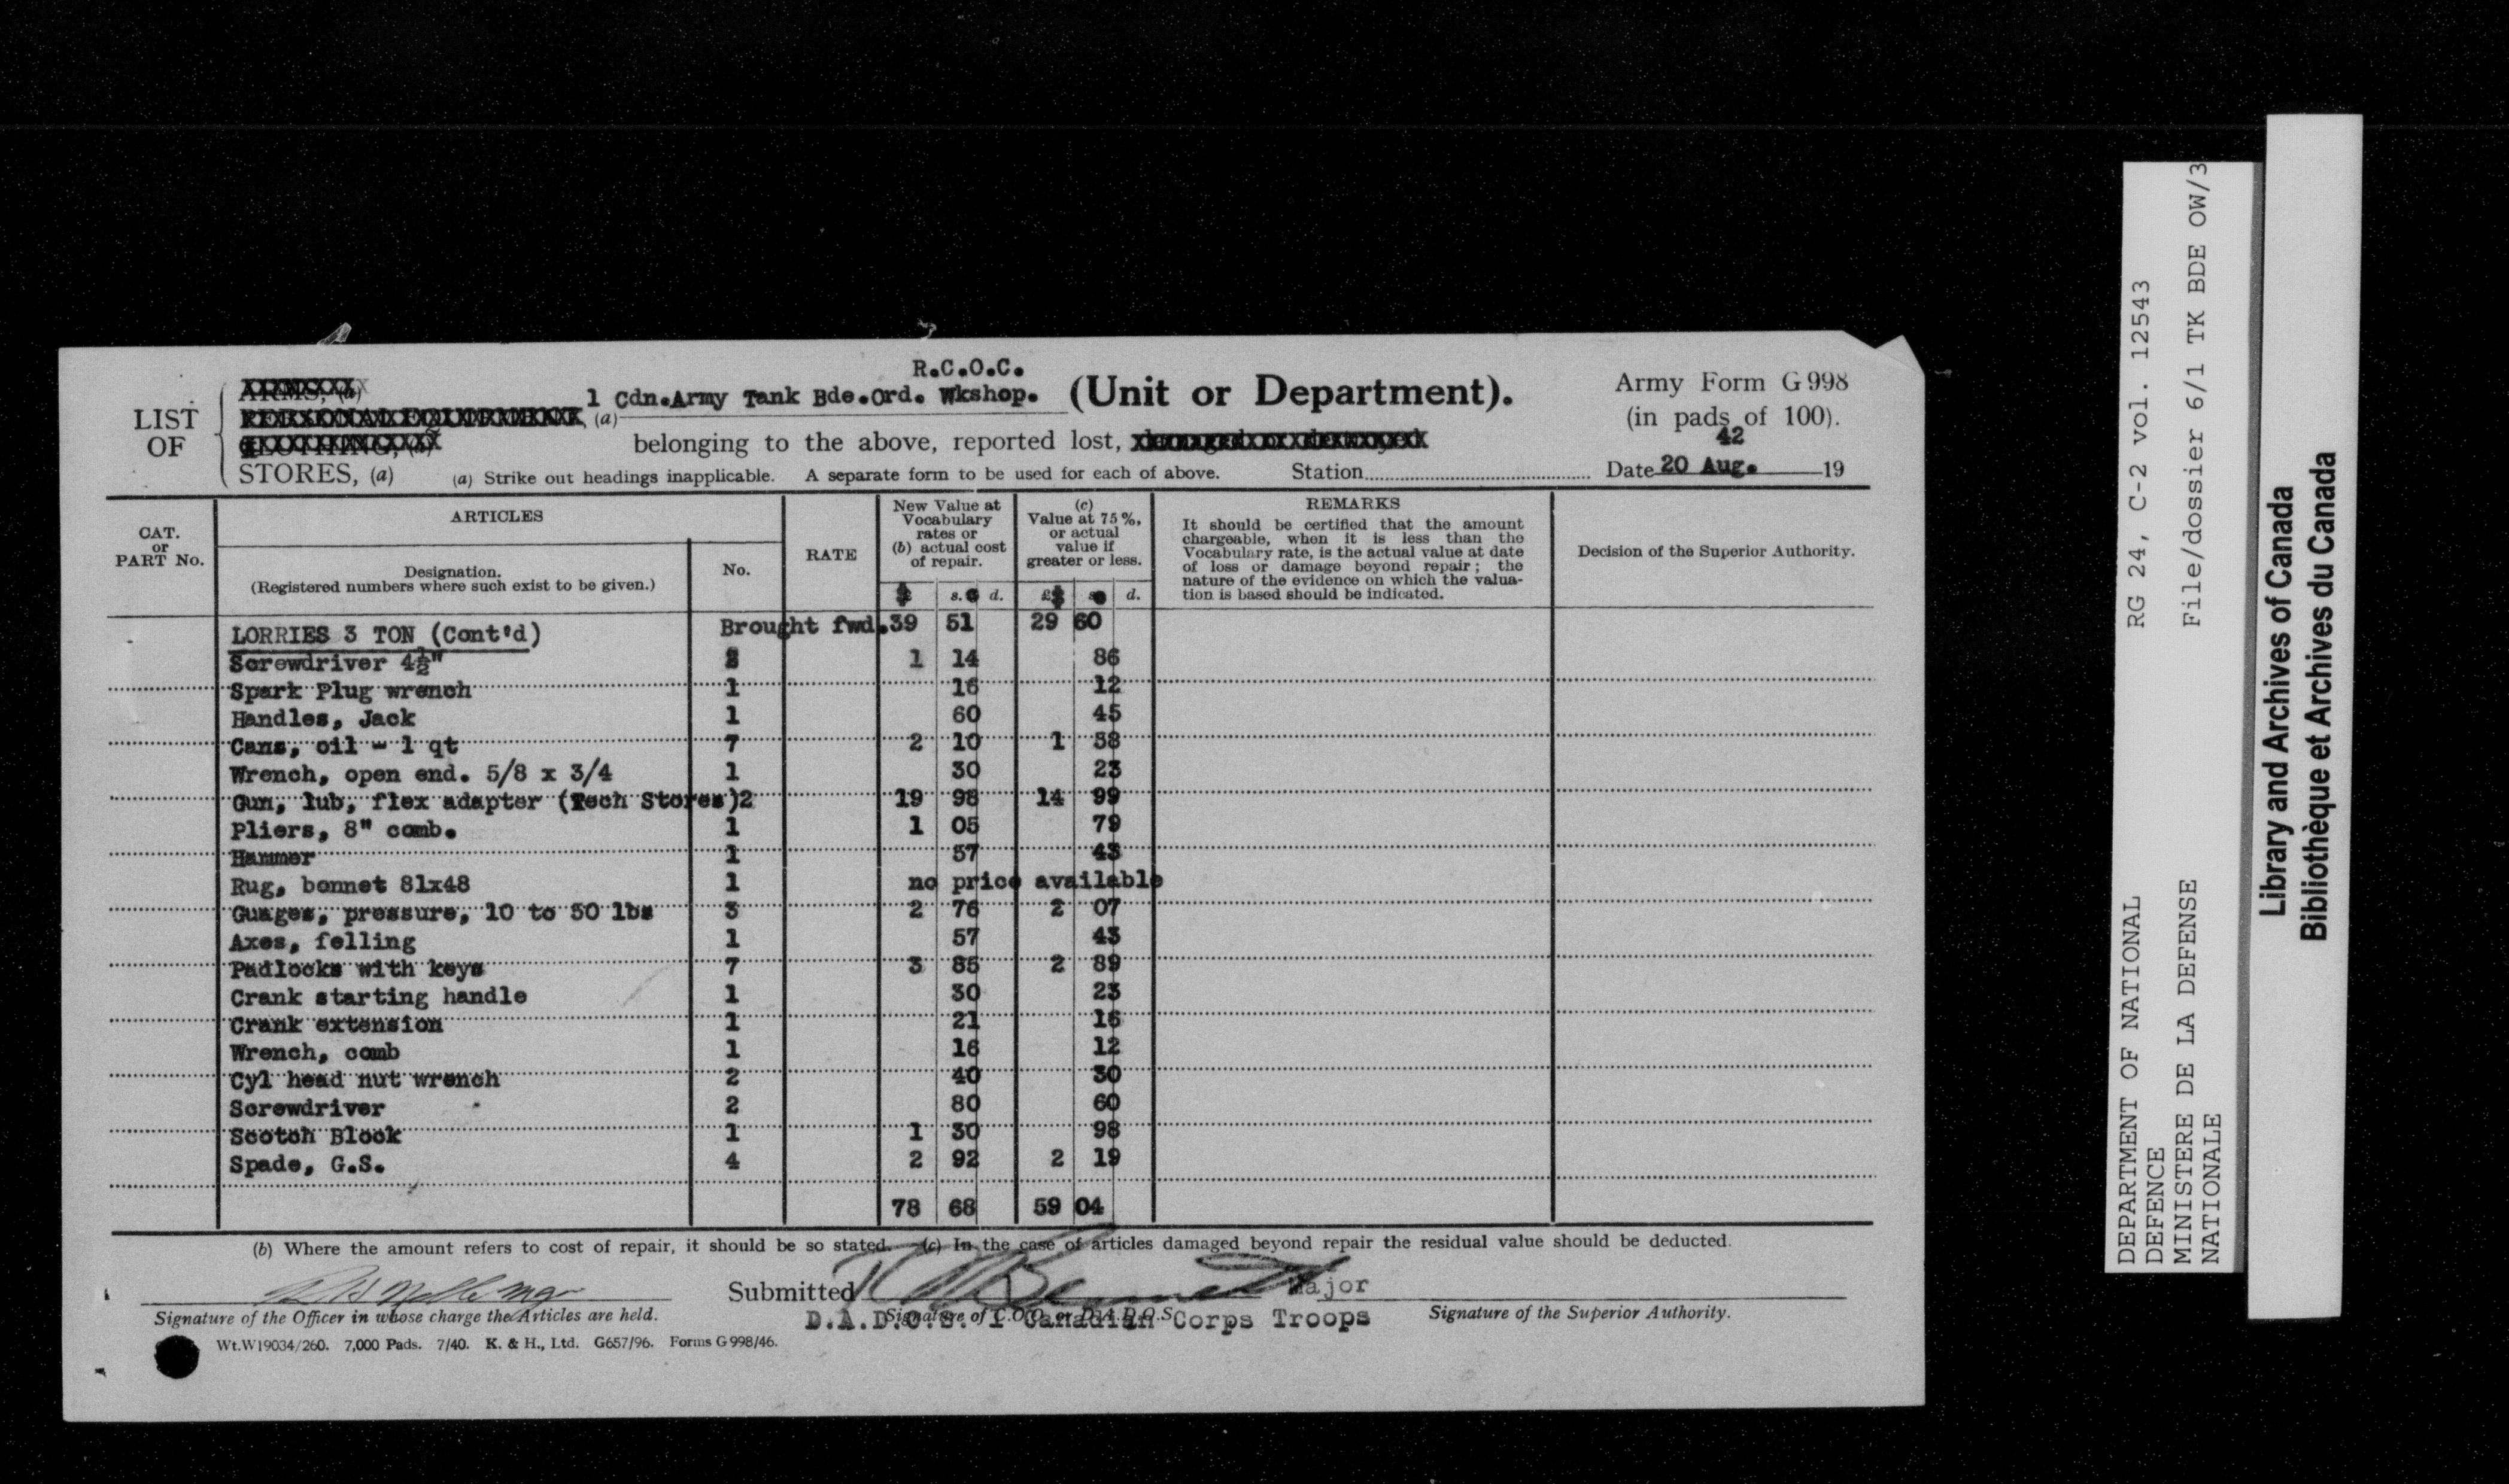 R.C.O.C.
LIST OF
ARMS, (a)
PERSONAL EQUIPMENT, (a)
CLOTHING, (a)
STORES, (a)
1 Cdn.Army Tank Bde.Ord. Wkshop. (Unit or Department).
belonging to the above, reported lost, damaged or destroyed
(a) Strike out headings inapplicable. A separate form to be used for each of above. Station
Army Form G 998
(in pads of 100).
42
Date 20 Aug. 19
CAT. or PART No.
ARTICLES
Designation.
(Registered numbers where such exist to be given.)
No.
RATE
New Value at Vocabulary rates or (b) actual cost of repair.
(c) Value at 75 %, or actual value if greater or less.
REMARKS
It should be certified that the amount
chargeable, when it is less than the
Vocabulary rate, is the actual value at date
of loss or damage beyond repair ; the
nature of the evidence on which the valua-
tion is based should be indicated.
Decision of the Superior Authority.
$ s. d. £$ d.
LORRIES 3 TON (Cont'd) Brought fwd. 39 51 29 60
Screwdriver 4½" 2 1 14 86
Spark Plug wrench 1 16 12
Handles, Jack 1 60 45
Cans, oil - 1 qt 7 2 10 1 58
Wrench, open end. 5/8 x 3/4 1 30 23
Gun, lub, flex adapter (Tech Stores)2 19 98 14 99
Pliers, 8" comb. 1 1 05 79
Hammer 1 57 43
Rug, bonnet 81x48 1 no price available
Guages, pressure, 10 to 50 lbs 3 2 76 2 07
Axes, felling 1 57 43
Padlocks with keys 7 3 85 2 89
Crank starting handle 1 30 23
Crank extension 1 21 16
Wrench, comb 1 16 12
Cyl head nut wrench 2 40 30
Screwdriver 2 80 60
Scotch Block 1 1 30 98
Spade, G.S. 4 2 92 2 19
78 68 59 04
(b) Where the amount refers to cost of repair, it should be so stated. (c) In the case of articles damaged beyond repair the residual value should be deducted.
Submitted Bennett Major
Signature of the Officer in whose charge the Articles are held.
Signature of C.O.O. or D.A.D.O.S.
D.A.D.O.S. 1 Canadian Corps Troops
Signature of the Superior Authority.
Wt.W19034/260. 7,000 Pads. 7/40. K. & H., Ltd. G657/96. Forms G 998/46.
DEPARTMENT OF NATIONAL DEFENCE
MINISTERE DE LA DEFENSE NATIONALE
RG 24, C-2 vol. 12543
File/dossier 6/1 TK BDE OW/3
Library and Archives of Canada
Bibliothèque et Archives du Canada